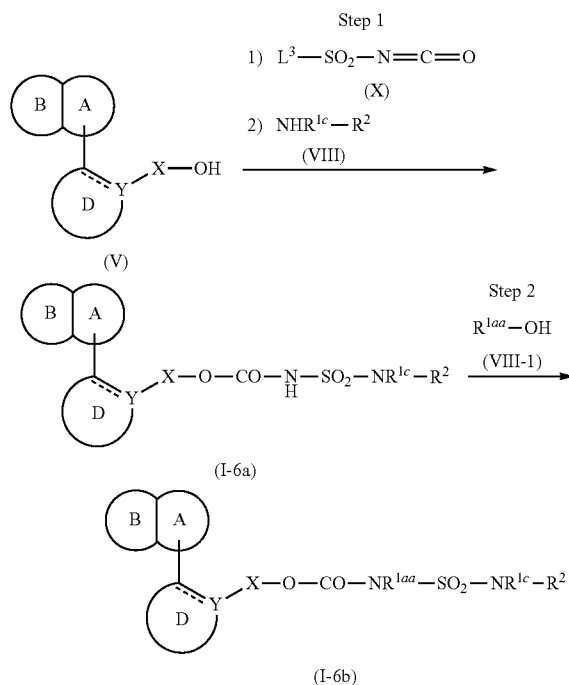 Step 1
1) L³—SO₂—N=C=O
(X)
2) NHR¹ᶜ—R²
(VIII)
B A
X—OH
Y
D
(V)
Step 2
R¹ᵃᵃ—OH
(VIII-1)
B A
X—O—CO—N—SO₂—NR¹ᶜ—R²
H
Y
D
(I-6a)
B A
X—O—CO—NR¹ᵃᵃ—SO₂—NR¹ᶜ—R²
Y
D
(I-6b)